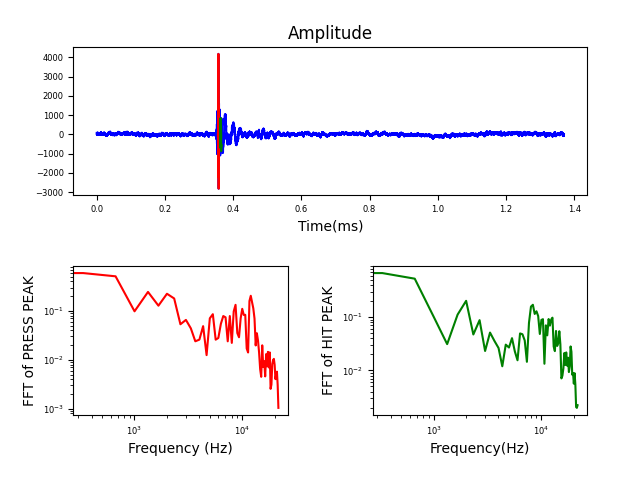 Amplitude
4000
3000
2000
1000
0
−1000
−2000
−3000
0.0 0.2 0.4 0.6 0.8 1.0 1.2 1.4
Time(ms)
FFT of PRESS PEAK
10⁻¹
10⁻²
10⁻³
10³ 10⁴
Frequency (Hz)
FFT of HIT PEAK
10⁻¹
10⁻²
10³ 10⁴
Frequency(Hz)